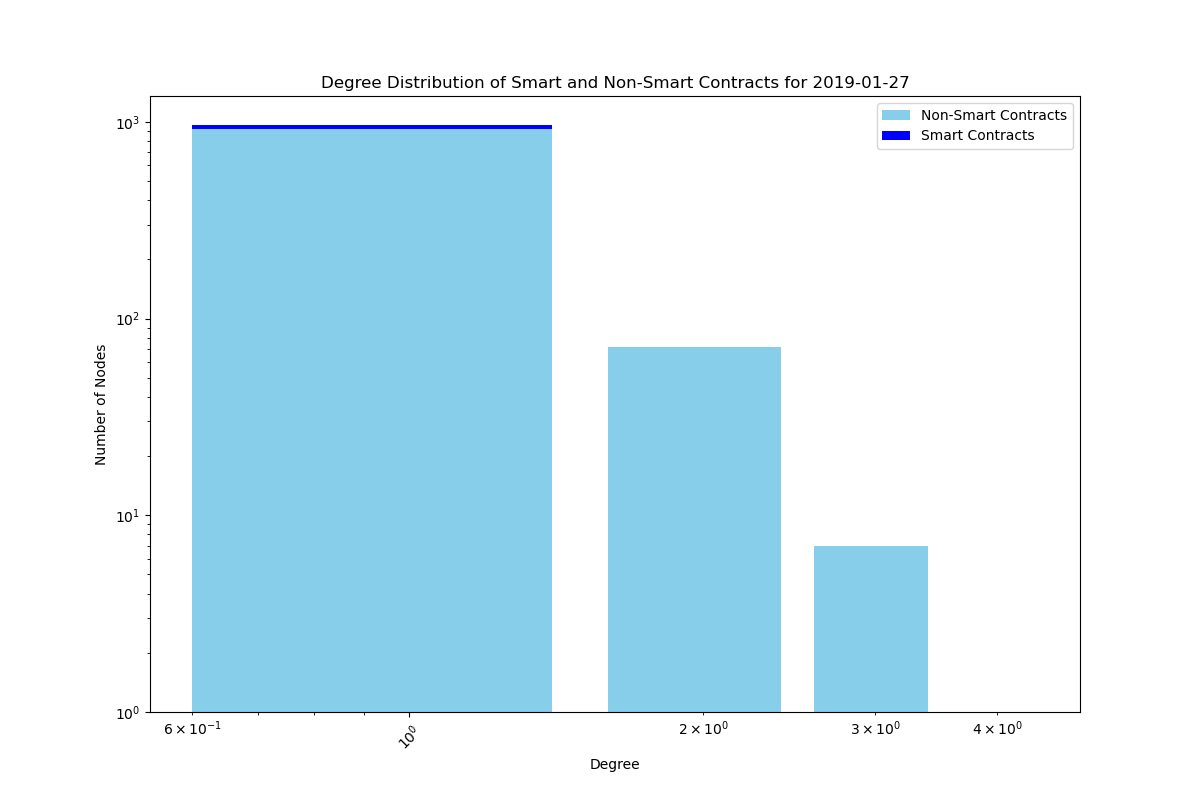 Degree Distribution of Smart and Non-Smart Contracts for 2019-01-27
Non-Smart Contracts
Smart Contracts
Number of Nodes
10³
10²
10¹
10⁰
6 × 10⁻¹
10⁰
2 × 10⁰
3 × 10⁰
4 × 10⁰
Degree